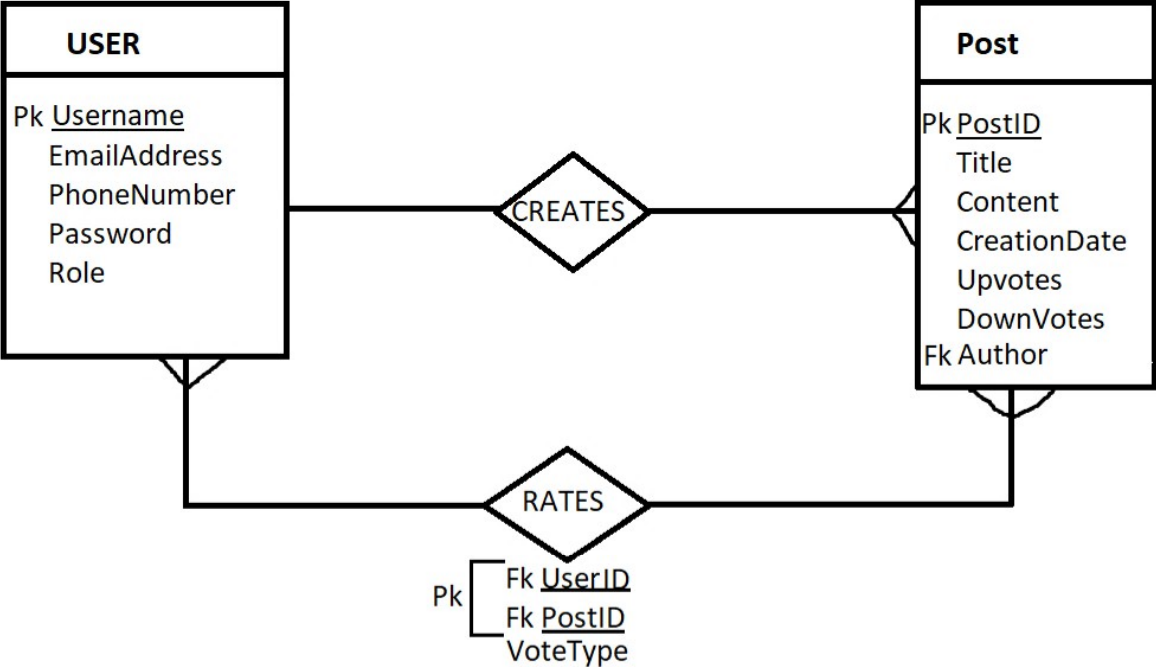 USER
Pk Username
EmailAddress
PhoneNumber
Password
Role
CREATES
Post
Pk PostID
Title
Content
CreationDate
Upvotes
DownVotes
Fk Author
RATES
Pk
Fk UserID
Fk PostID
VoteType